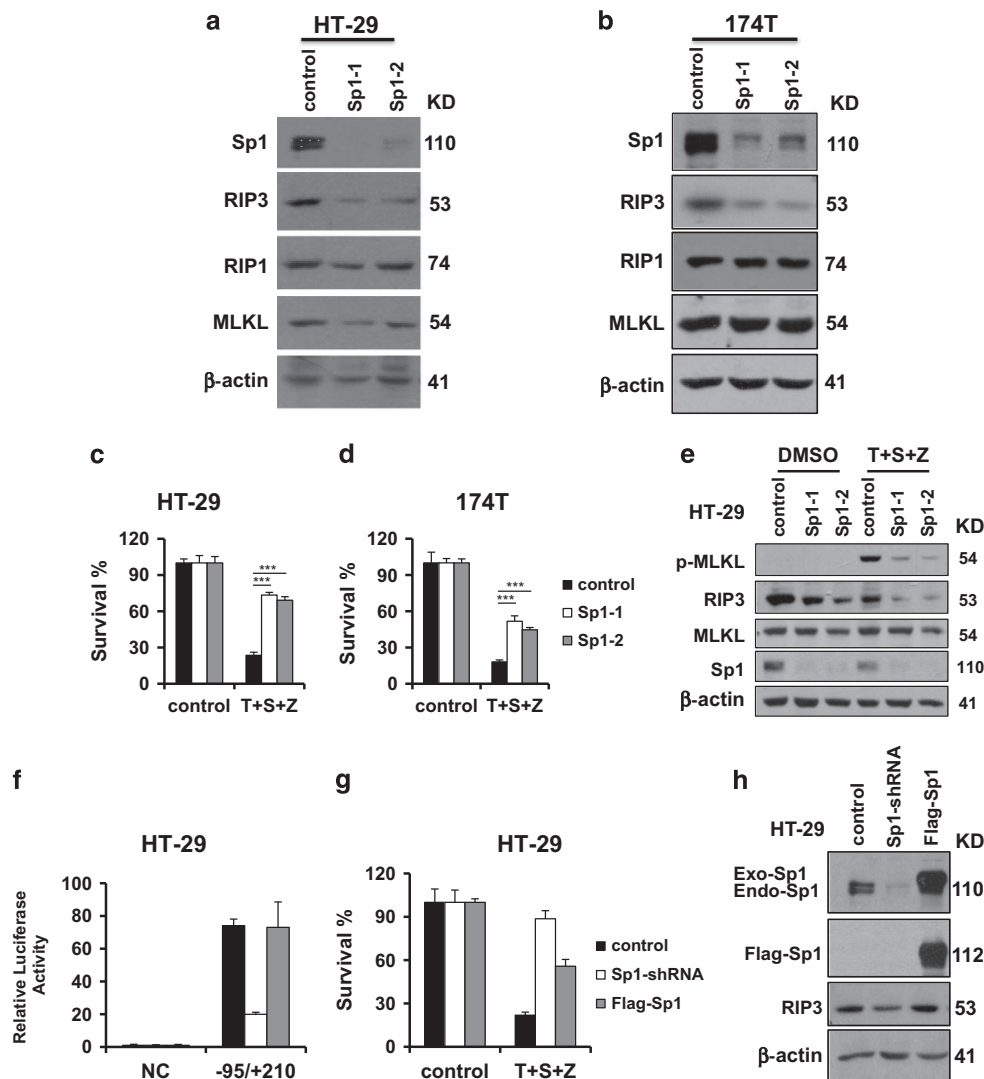 a
HT-29
control
Sp1-1
Sp1-2
KD
Sp1
110
RIP3
53
RIP1
74
MLKL
54
β-actin
41
b
174T
control
Sp1-1
Sp1-2
KD
Sp1
110
RIP3
53
RIP1
74
MLKL
54
β-actin
41
c
HT-29
Survival %
120
90
60
30
0
***
***
control T+S+Z
d
174T
Survival %
120
90
60
30
0
***
***
control T+S+Z
control
Sp1-1
Sp1-2
e
DMSO T+S+Z
HT-29
control
Sp1-1
Sp1-2
control
Sp1-1
Sp1-2
KD
p-MLKL
54
RIP3
53
MLKL
54
Sp1
110
β-actin
41
f
HT-29
Relative Luciferase
Activity
100
80
60
40
20
0
NC -95/+210
g
HT-29
Survival %
120
90
60
30
0
control T+S+Z
control
Sp1-shRNA
Flag-Sp1
h
HT-29
control
Sp1-shRNA
Flag-Sp1
KD
Exo-Sp1
Endo-Sp1
110
Flag-Sp1
112
RIP3
53
β-actin
41